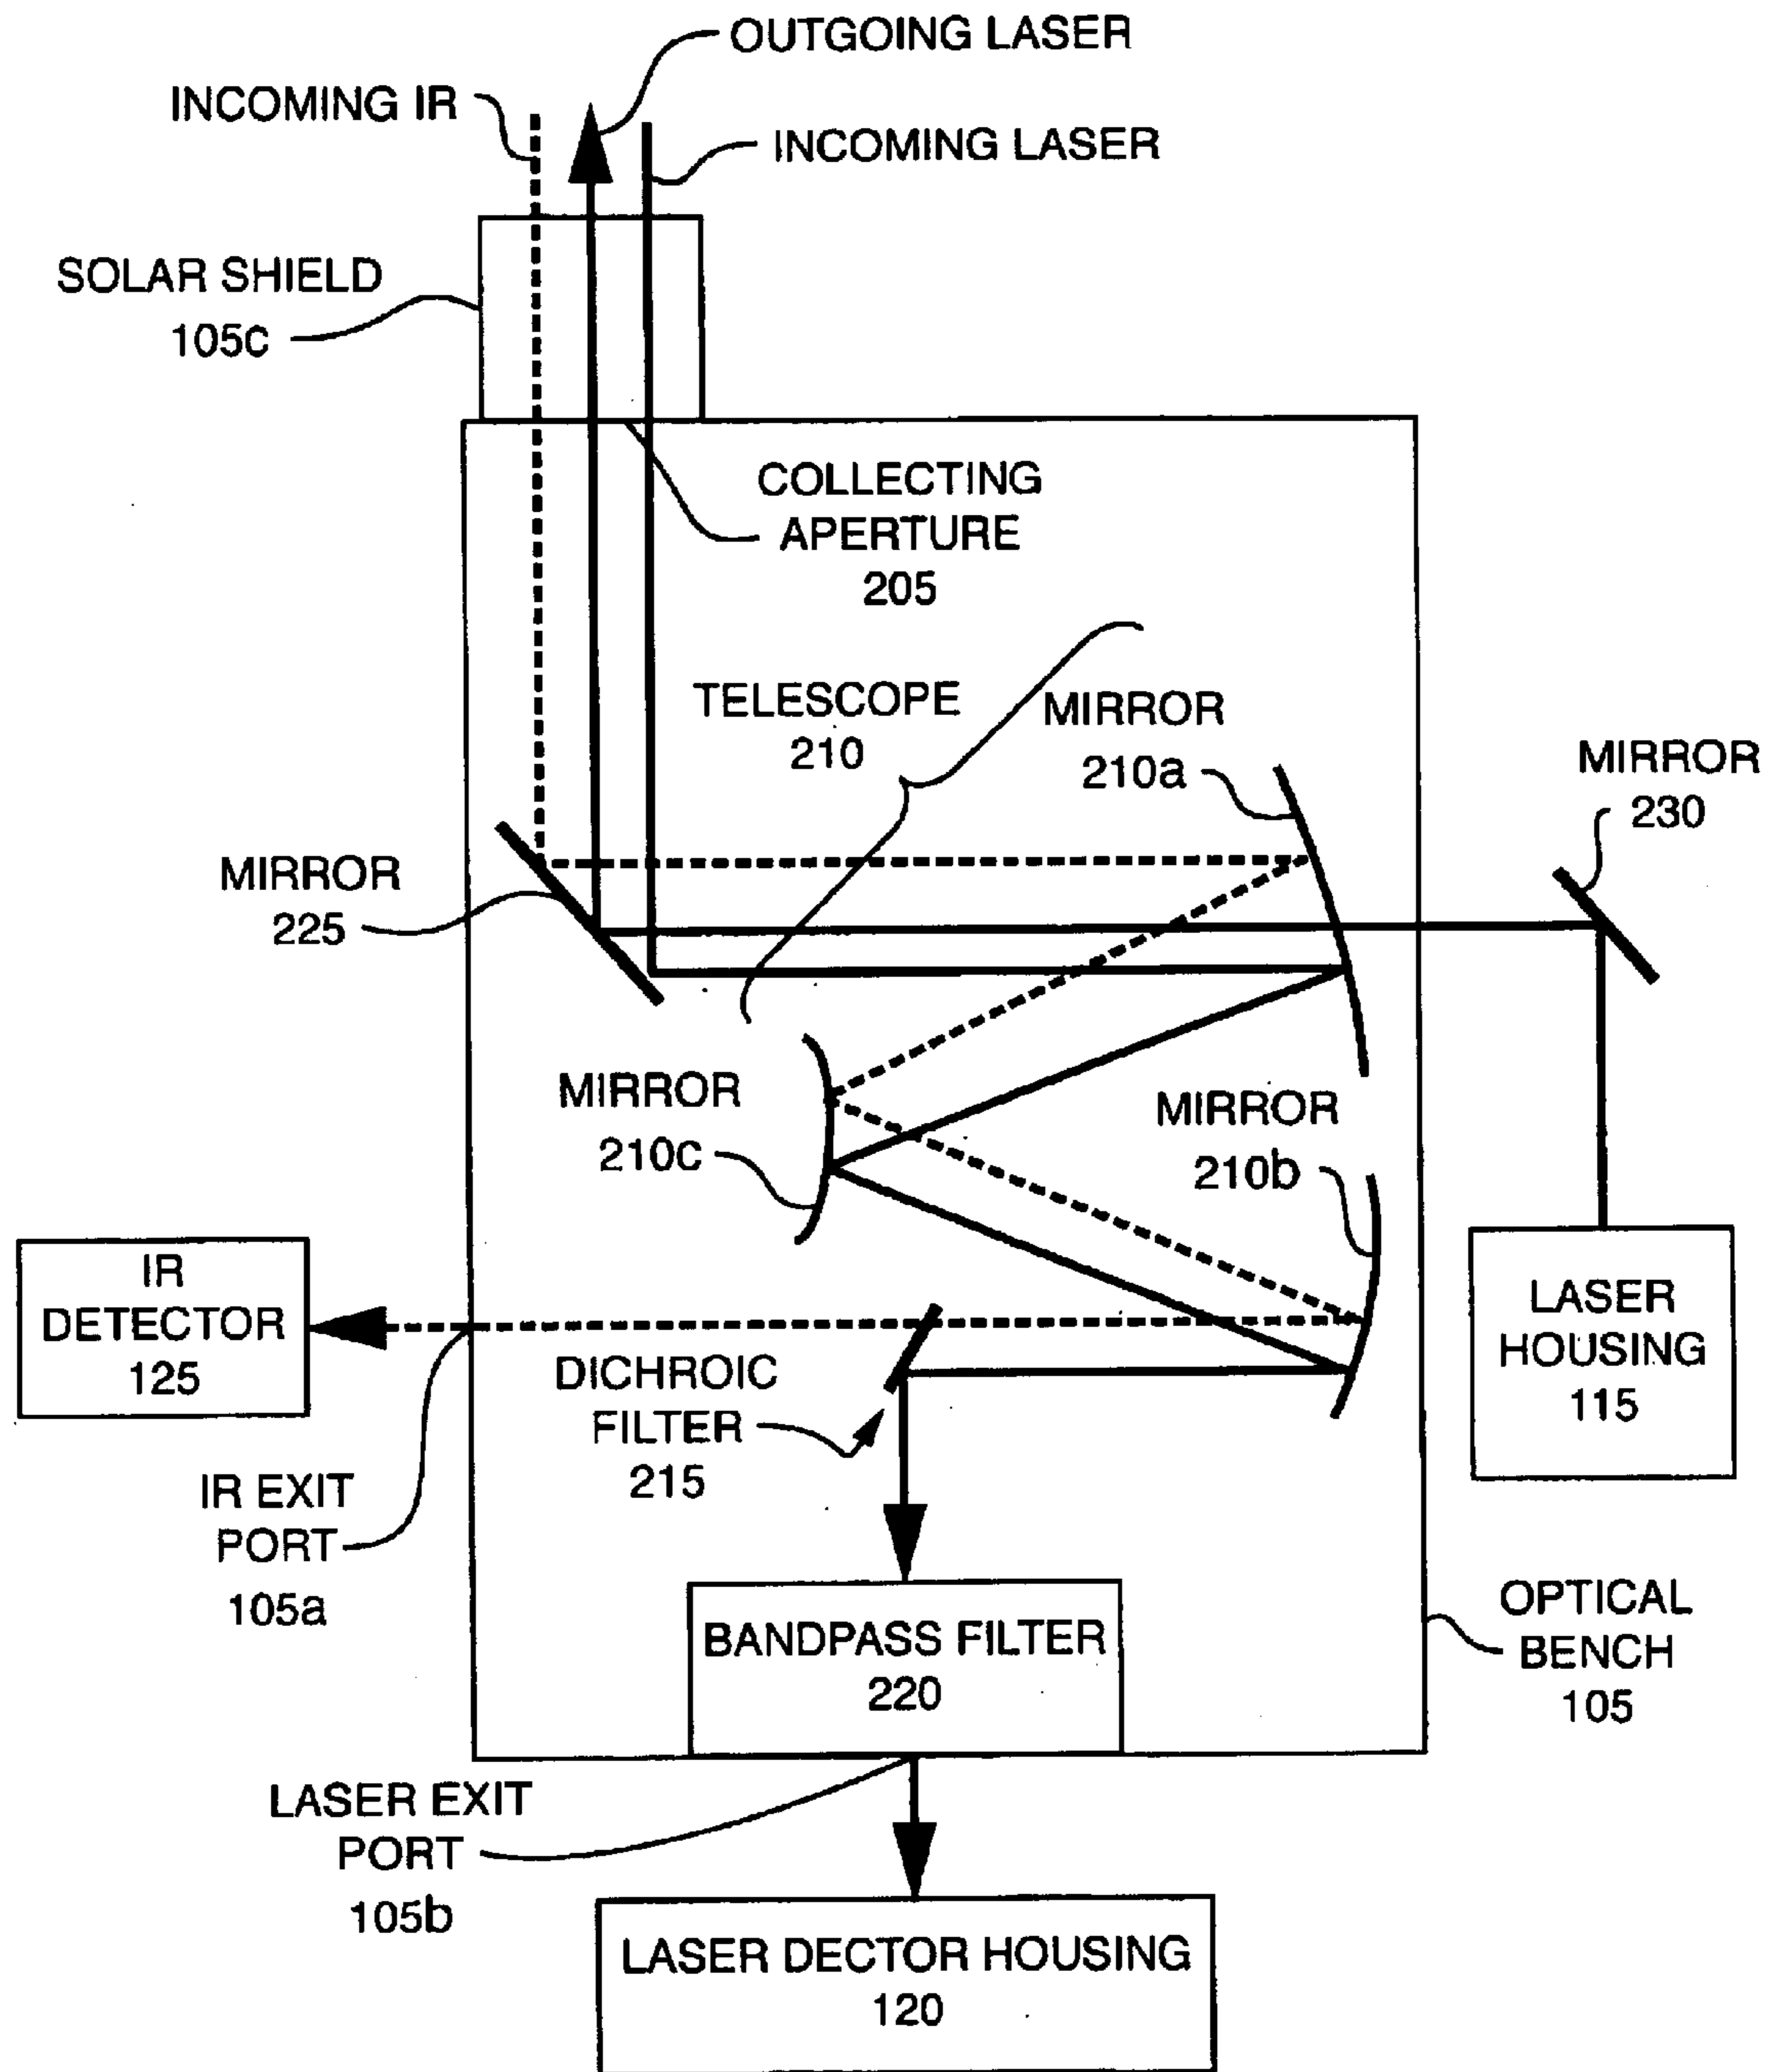 OUTGOING LASER
INCOMING IR
INCOMING LASER
SOLAR SHIELD
105c
COLLECTING
APERTURE
205
TELESCOPE
210
MIRROR
210a
MIRROR
230
MIRROR
225
MIRROR
210c
MIRROR
210b
IR
DETECTOR
125
LASER
HOUSING
115
DICHROIC
FILTER
215
IR EXIT
PORT
105a
BANDPASS FILTER
220
OPTICAL
BENCH
105
LASER EXIT
PORT
105b
LASER DECTOR HOUSING
120